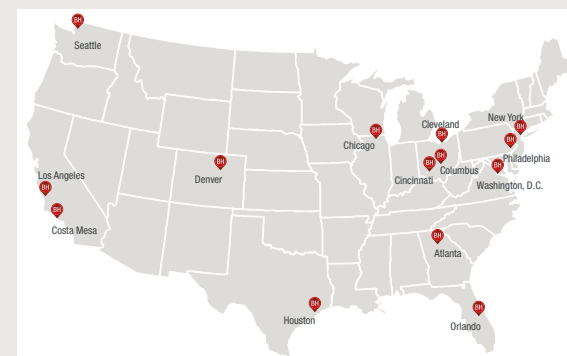 BH
Seattle
BH
Chicago
Cleveland
BH
New York
BH
BH
Philadelphia
BH
Denver
BH
Cincinnati
BH
Columbus
BH
Washington, D.C.
Los Angeles
BH
BH
Costa Mesa
BH
Atlanta
BH
Houston
BH
Orlando